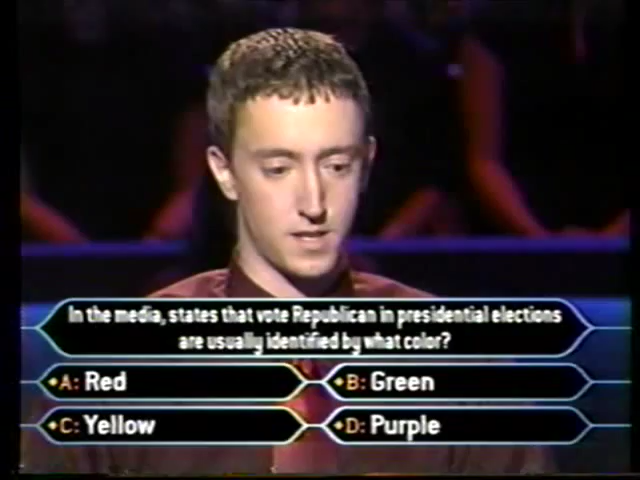 In the media, states that vote Republican in presidential elections
are usually identified by what color?
A: Red
B: Green
C: Yellow
D: Purple